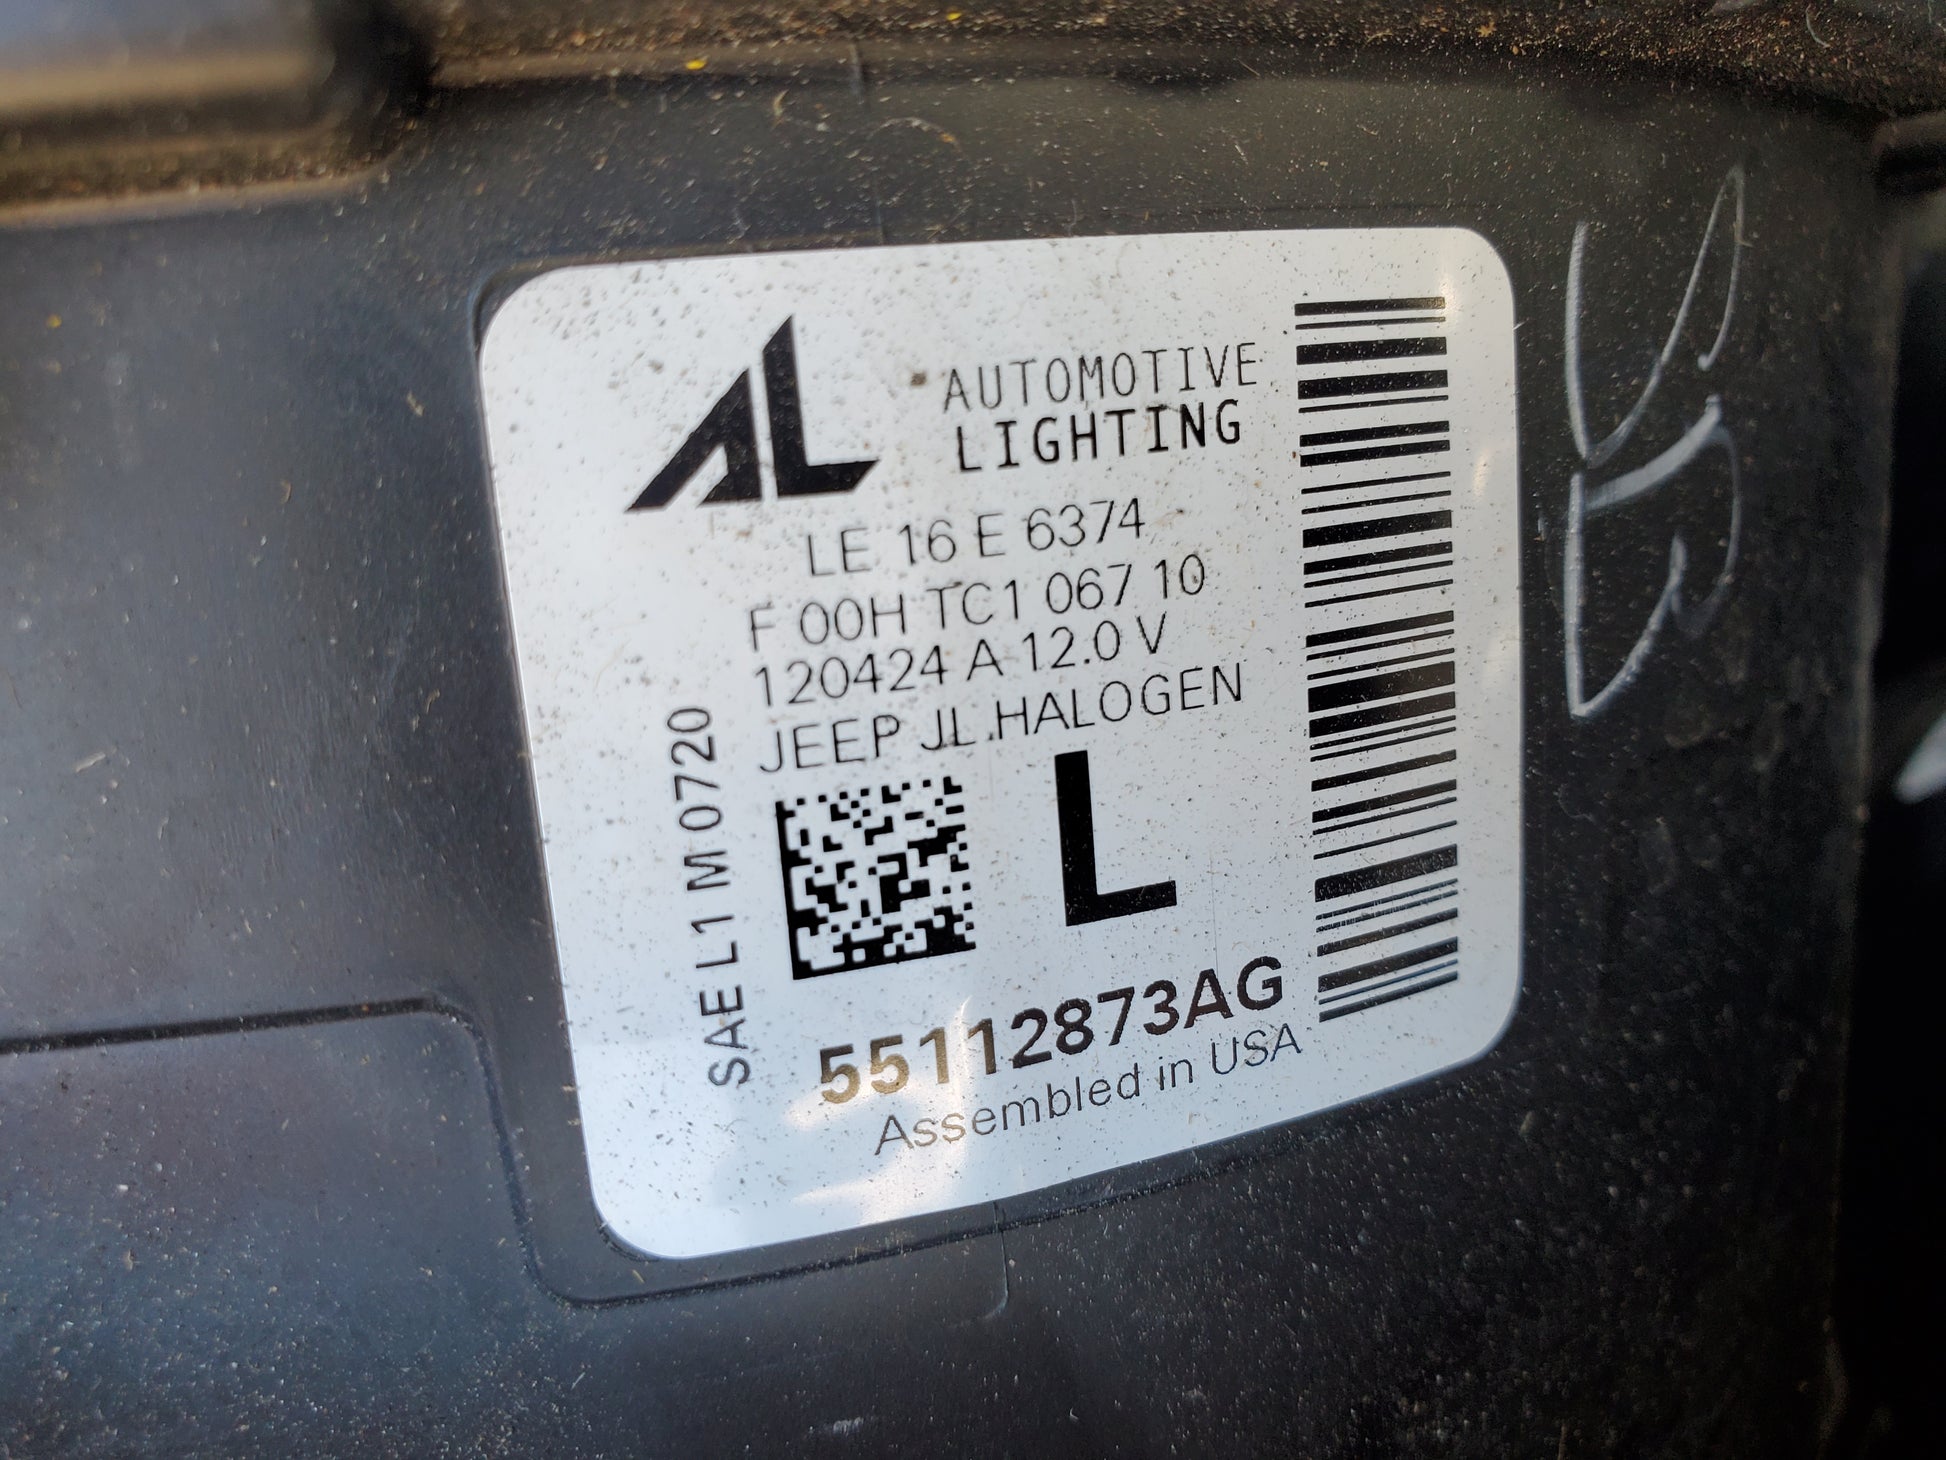 AL
AUTOMOTIVE
LIGHTING
LE 16 E 6374
F 00H TC1 067 10
120424 A 12.0 V
JEEP JL.HALOGEN
SAE L1 M 0720
L
55112873AG
Assembled in USA